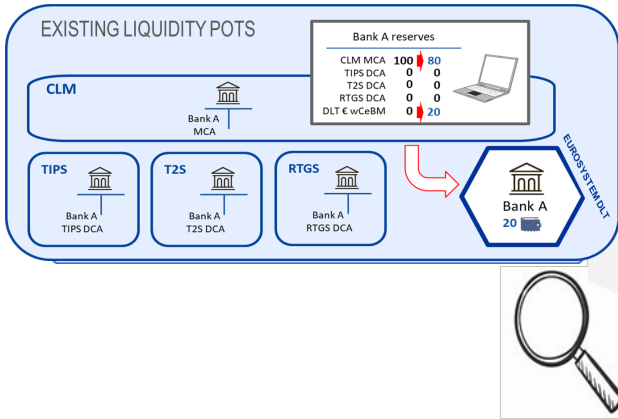 EXISTING LIQUIDITY POTS
Bank A reserves
CLM MCA 100 80
TIPS DCA 0 0
T2S DCA 0 0
RTGS DCA 0 0
DLT € wCeBM 0 20
CLM
Bank A
MCA
TIPS
Bank A
TIPS DCA
T2S
Bank A
T2S DCA
RTGS
Bank A
RTGS DCA
Bank A
20
EUROSYSTEM DLT